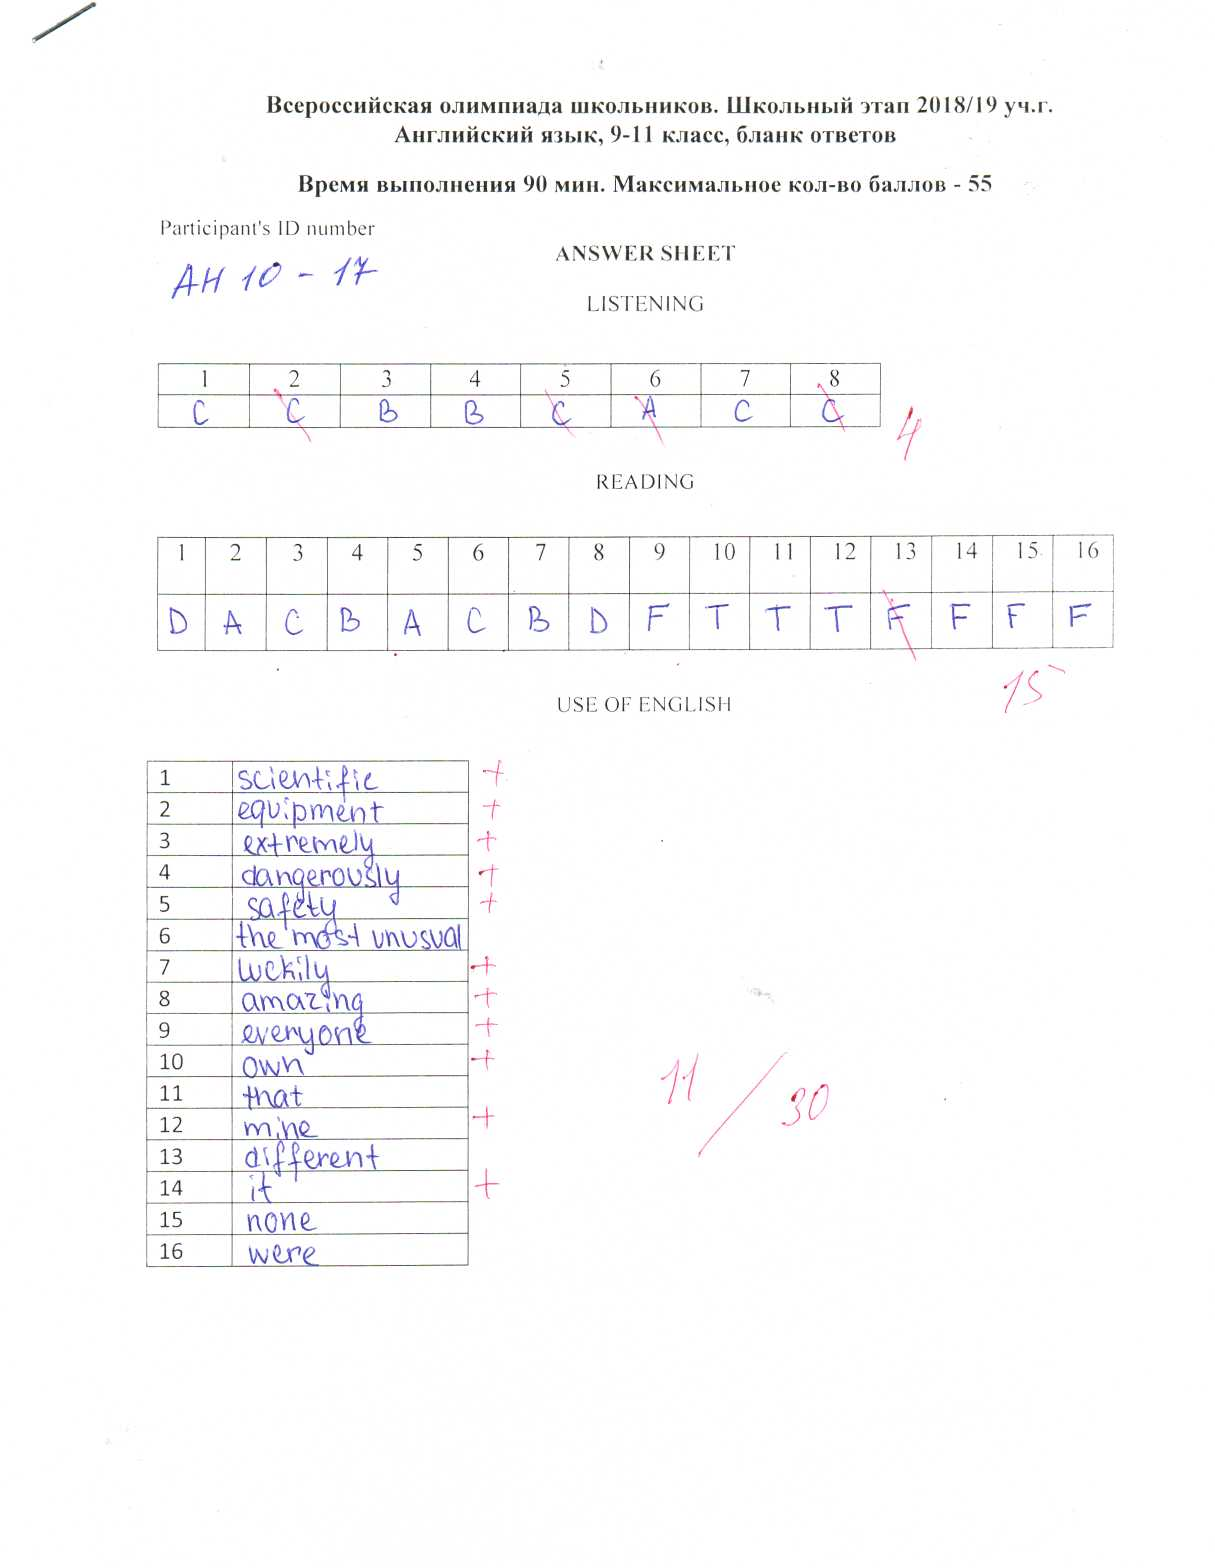 Всероссийская олимпиада школьников. Школьный этап 2018/19 уч.г.
Английский язык, 9-11 класс, бланк ответов
Время выполнения 90 мин. Максимальное кол-во баллов - 55
Participant's ID number
ANSWER SHEET
АН 10 - 17
LISTENING
1 2 3 4 5 6 7 8
C C B B C A C C
4
READING
1 2 3 4 5 6 7 8 9 10 11 12 13 14 15 16
D A C B A C B D F T T T F F F F
15
USE OF ENGLISH
1 scientific +
2 equipment +
3 extremely +
4 dangerously +
5 safety +
6 the most unusual
7 luckily +
8 amazing +
9 everyone +
10 own +
11 that
12 mine +
13 different
14 it +
15 none
16 were
11 / 30